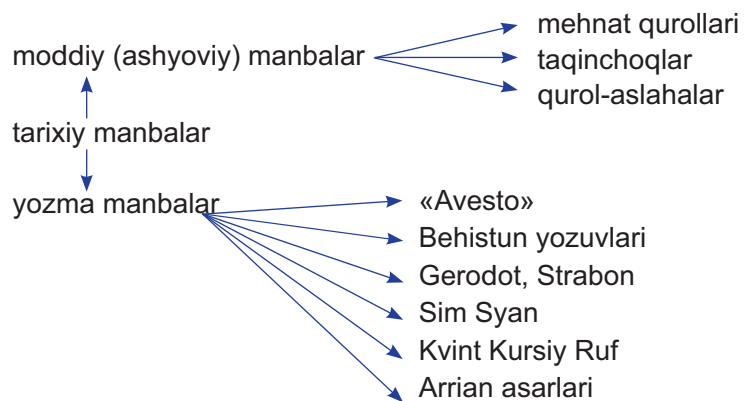 mehnat qurollari
moddiy (ashyoviy) manbalar
taqinchoqlar
qurol-aslahalar
tarixiy manbalar
yozma manbalar
«Avesto»
Behistun yozuvlari
Gerodot, Strabon
Sim Syan
Kvint Kursiy Ruf
Arrian asarlari